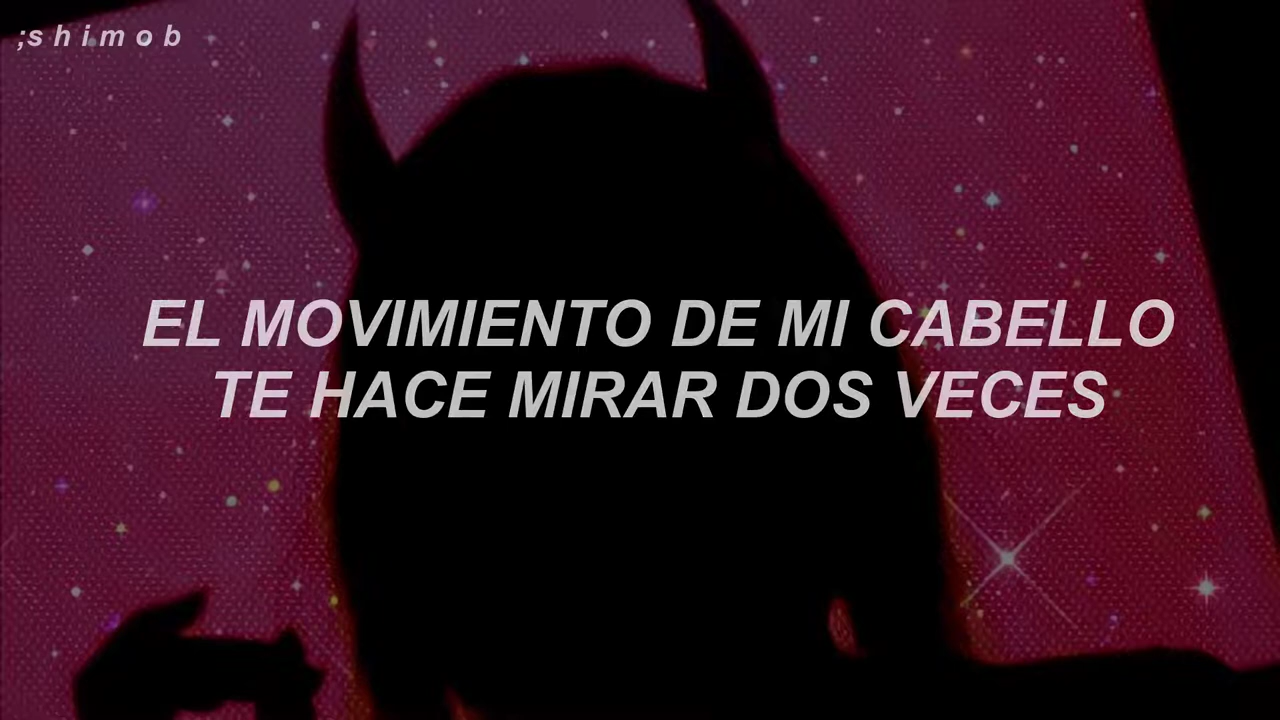 ;s h i m o b
EL MOVIMIENTO DE MI CABELLO
TE HACE MIRAR DOS VECES